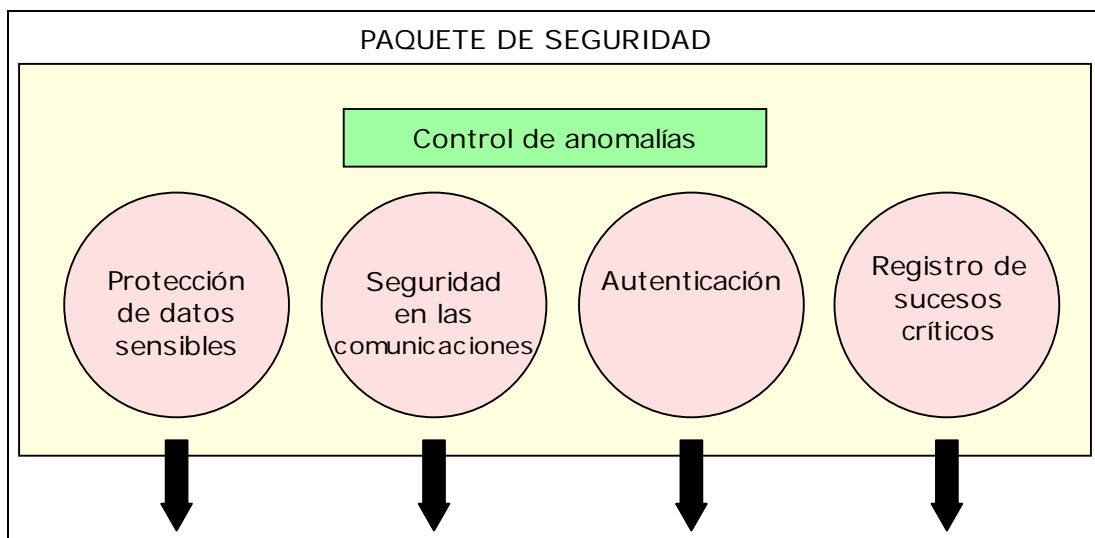 PAQUETE DE SEGURIDAD
Control de anomalías
Protección
de datos
sensibles
Seguridad
en las
comunicaciones
Autenticación
Registro de
sucesos
críticos